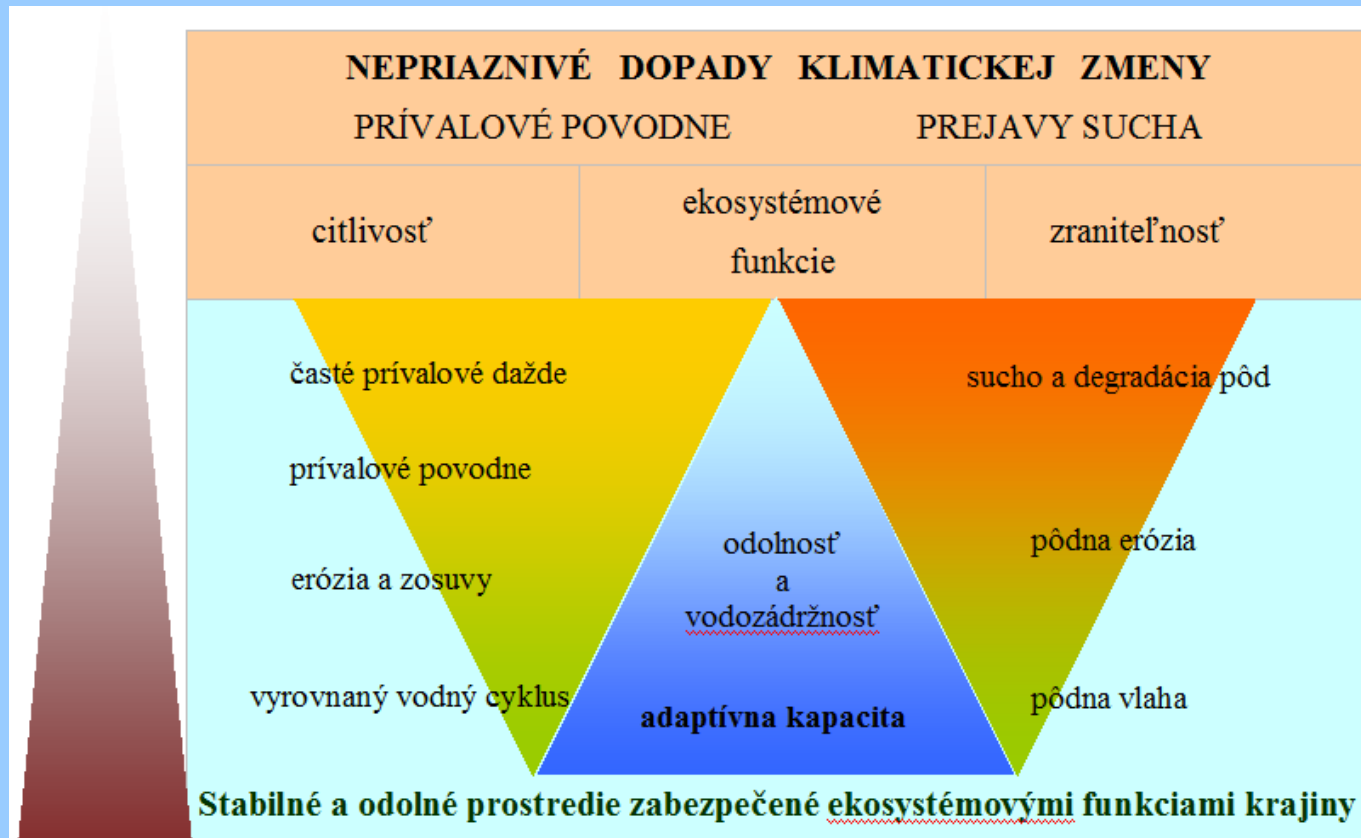 NEPRIAZNIVÉ DOPADY KLIMATICKEJ ZMENY
PRÍVALOVÉ POVODNE PREJAVY SUCHA
citlivosť
ekosystémové
funkcie
zraniteľnosť
časté prívalové dažde
prívalové povodne
erózia a zosuvy
vyrovnaný vodný cyklus
odolnosť
a
vodozádržnosť
adaptívna kapacita
sucho a degradácia pôd
pôdna erózia
pôdna vlaha
Stabilné a odolné prostredie zabezpečené ekosystémovými funkciami krajiny